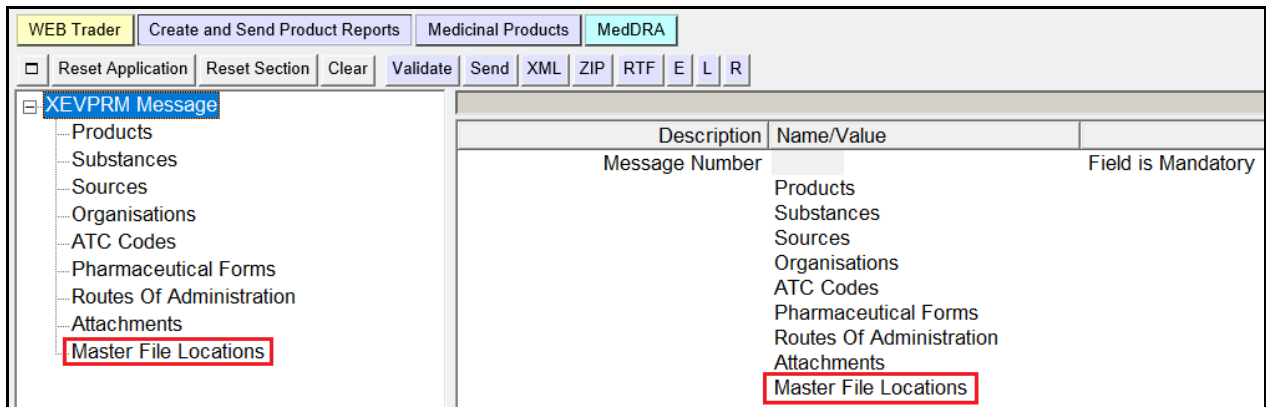 WEB Trader Create and Send Product Reports Medicinal Products MedDRA
Reset Application Reset Section Clear Validate Send XML ZIP RTF E L R
XEVPRM Message
Products
Substances
Sources
Organisations
ATC Codes
Pharmaceutical Forms
Routes Of Administration
Attachments
Master File Locations
Description Name/Value
Message Number Field is Mandatory
Products
Substances
Sources
Organisations
ATC Codes
Pharmaceutical Forms
Routes Of Administration
Attachments
Master File Locations